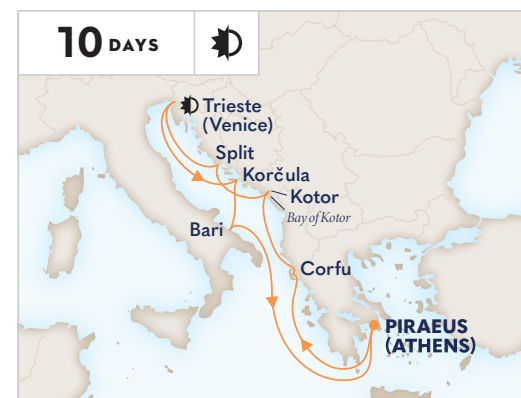 10 DAYS
Trieste
(Venice)
Split
Korčula
Kotor
Bay of Kotor
Bari
Corfu
PIRAEUS
(ATHENS)